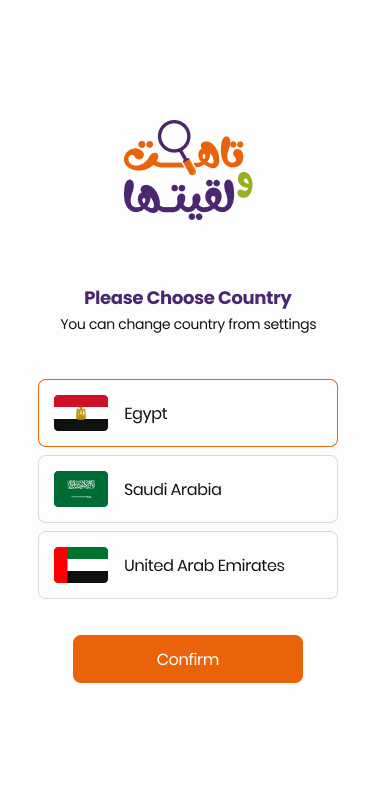 تاهت
و
لقيتها
Please Choose Country
You can change country from settings
Egypt
Saudi Arabia
United Arab Emirates
Confirm